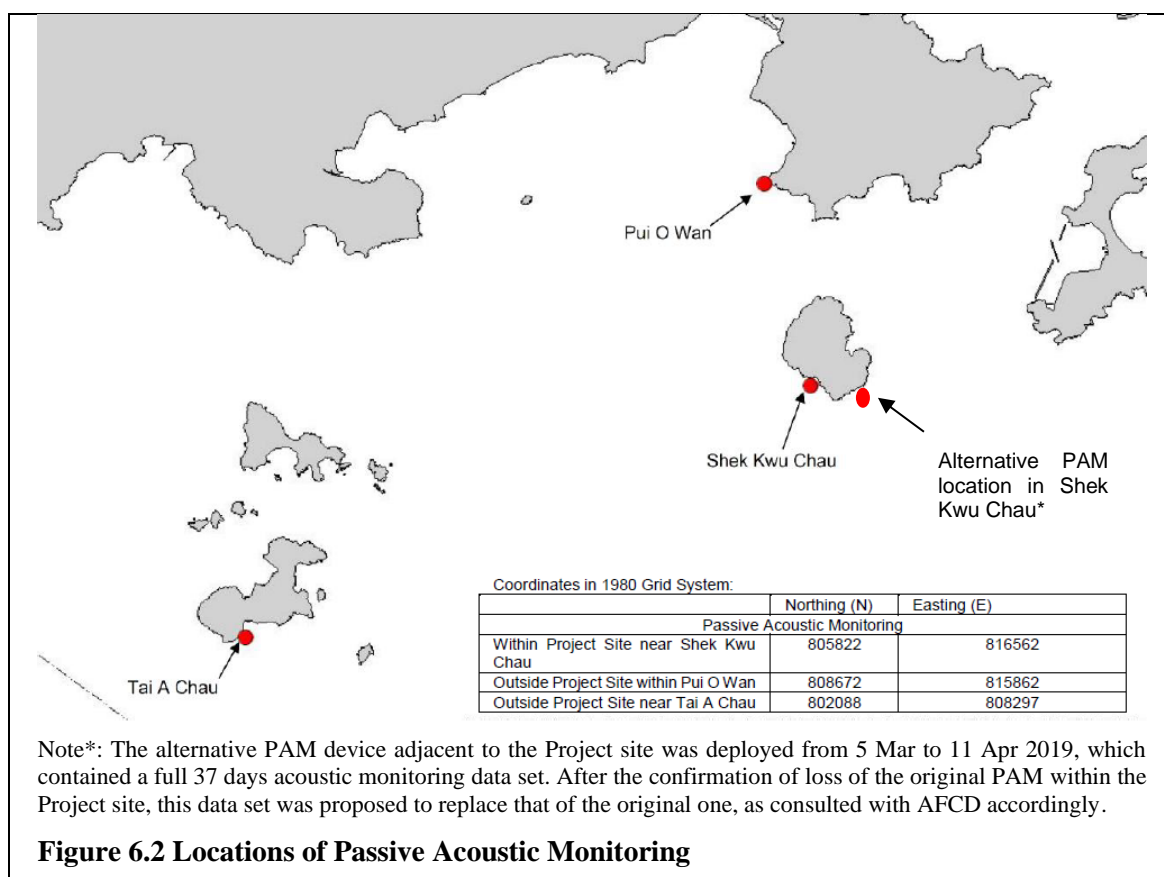 Pui O Wan
Shek Kwu Chau
Alternative PAM
location in Shek
Kwu Chau*
Tai A Chau
Coordinates in 1980 Grid System:
Northing (N) Easting (E)
Passive Acoustic Monitoring
Within Project Site near Shek Kwu 805822 816562
Chau
Outside Project Site within Pui O Wan 808672 815862
Outside Project Site near Tai A Chau 802088 808297
Note*: The alternative PAM device adjacent to the Project site was deployed from 5 Mar to 11 Apr 2019, which
contained a full 37 days acoustic monitoring data set. After the confirmation of loss of the original PAM within the
Project site, this data set was proposed to replace that of the original one, as consulted with AFCD accordingly.
Figure 6.2 Locations of Passive Acoustic Monitoring